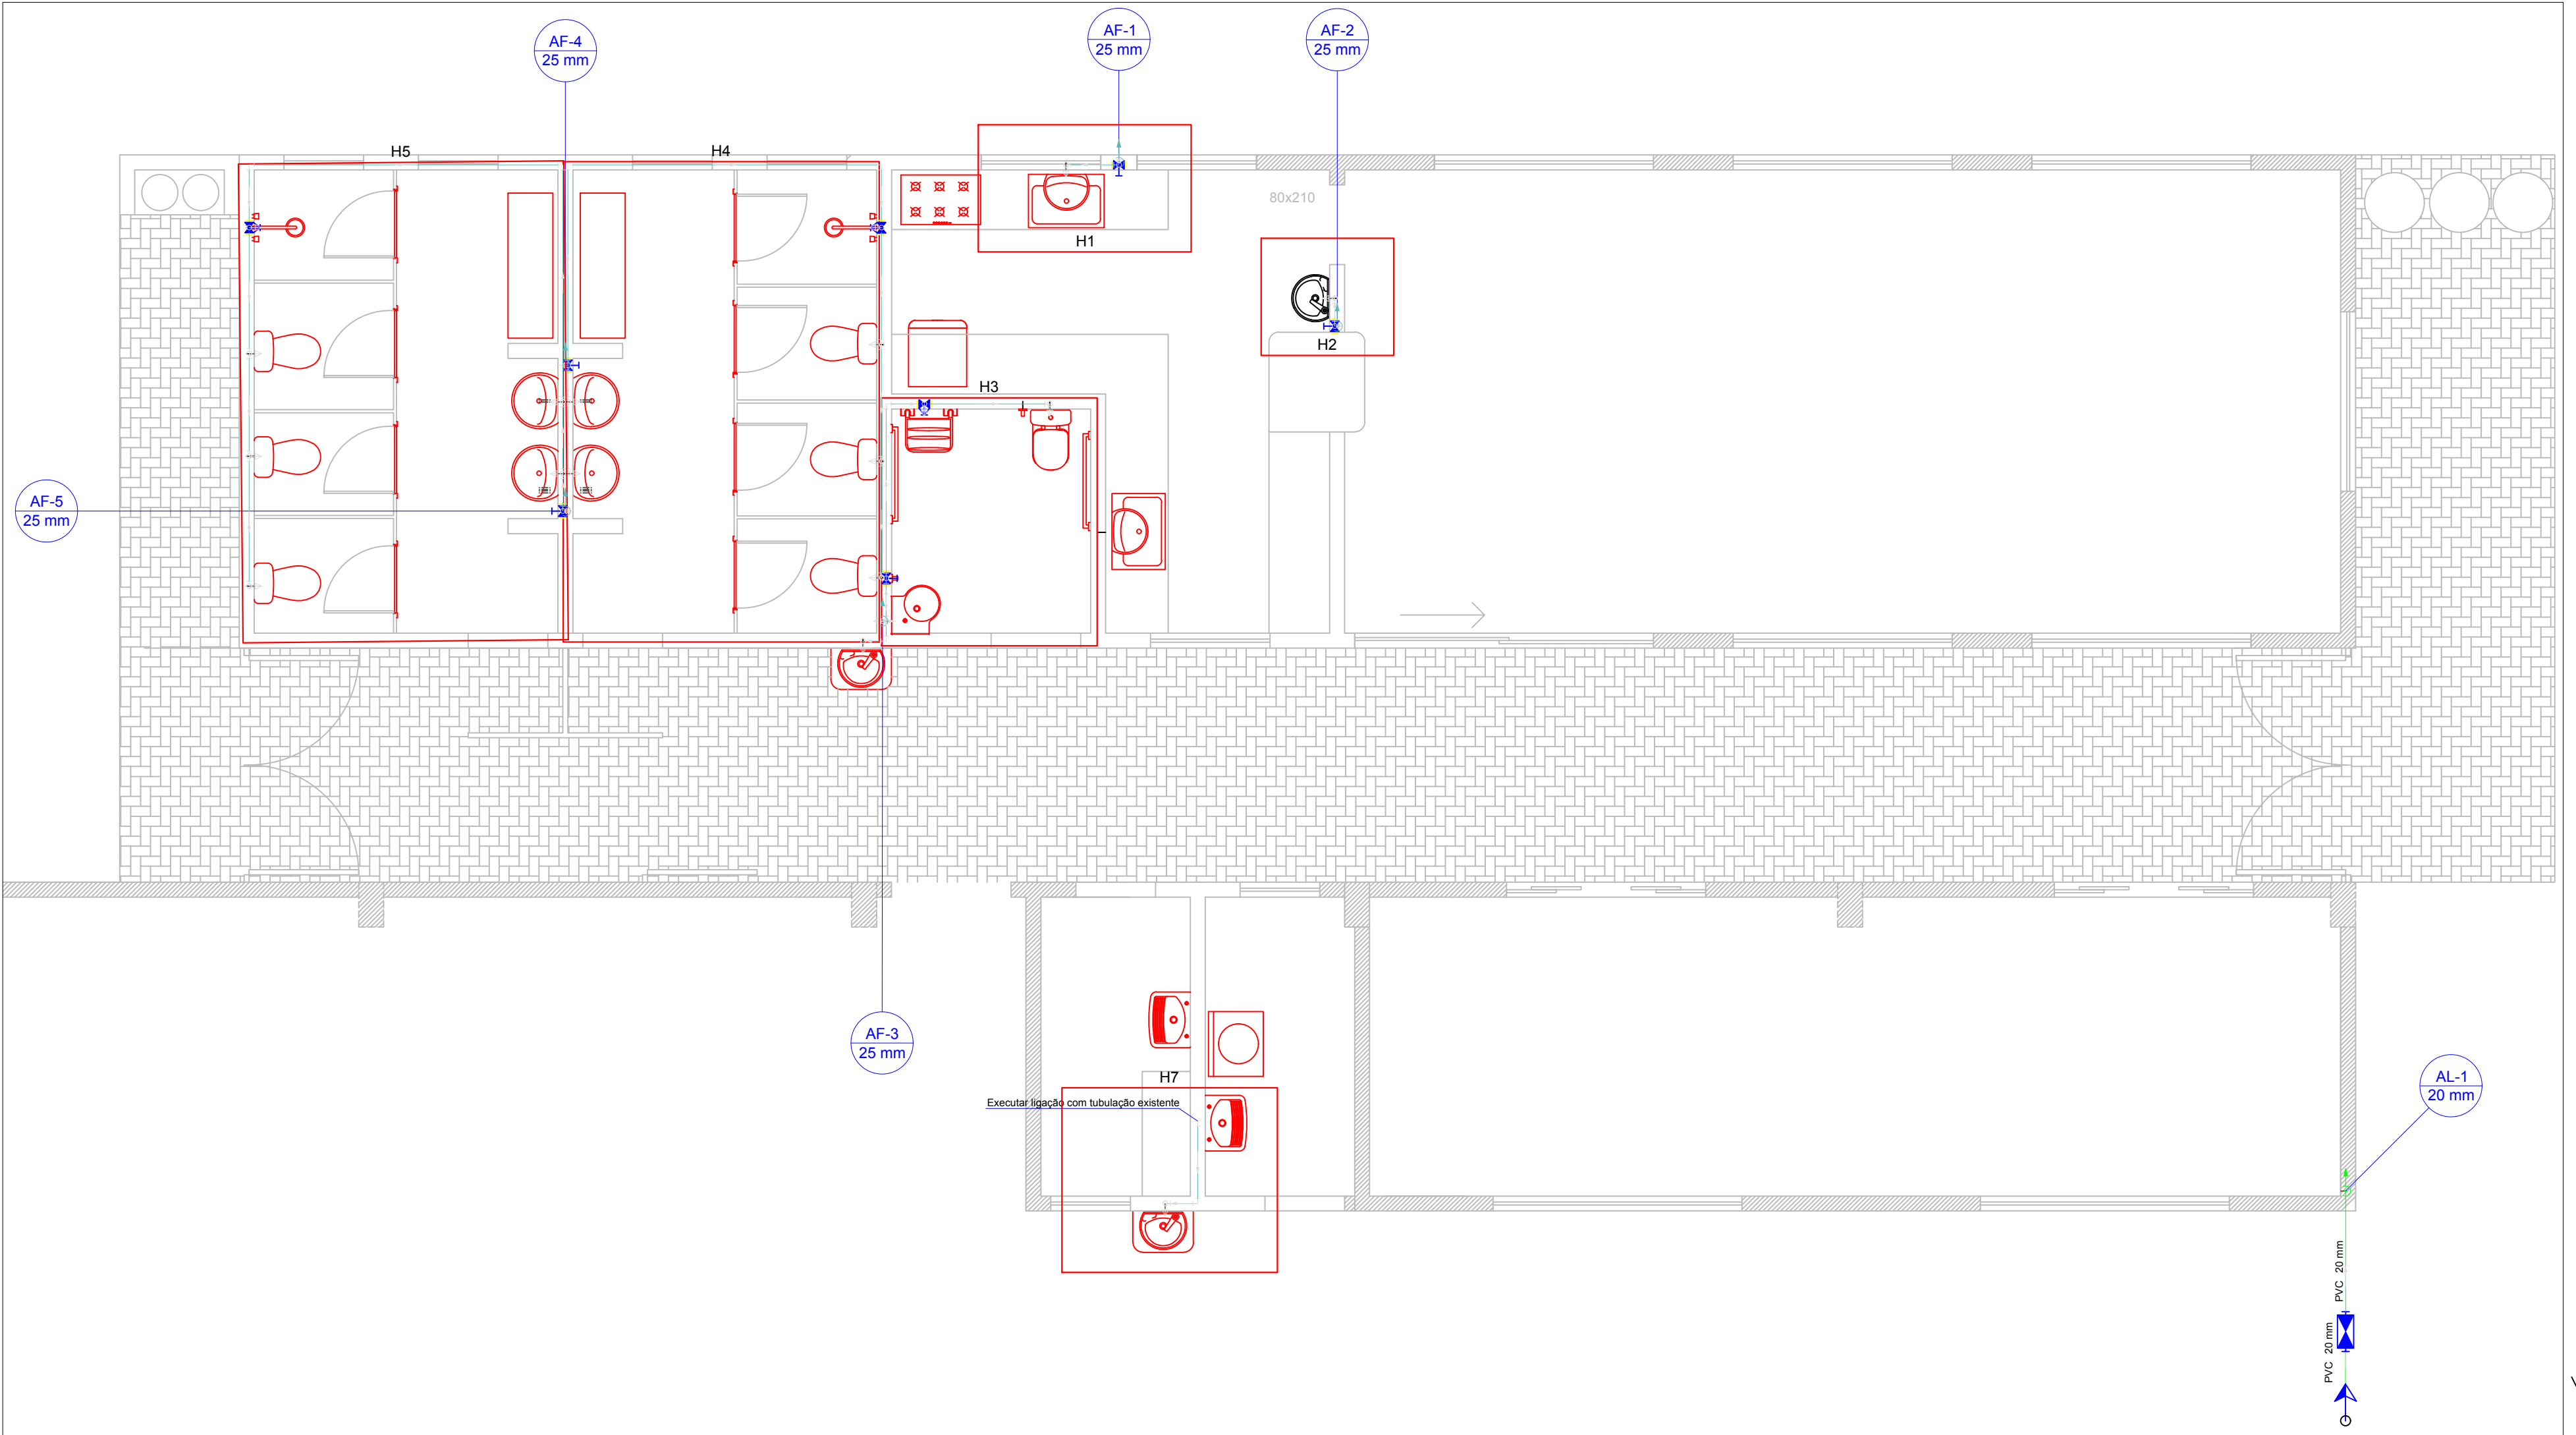 AF-1
25 mm
AF-2
25 mm
AF-4
25 mm
H5
H4
80x210
H1
H2
H3
AF-5
25 mm
AF-3
25 mm
H7
Executar ligação com tubulação existente
AL-1
20 mm
PVC 20 mm
PVC 20 mm